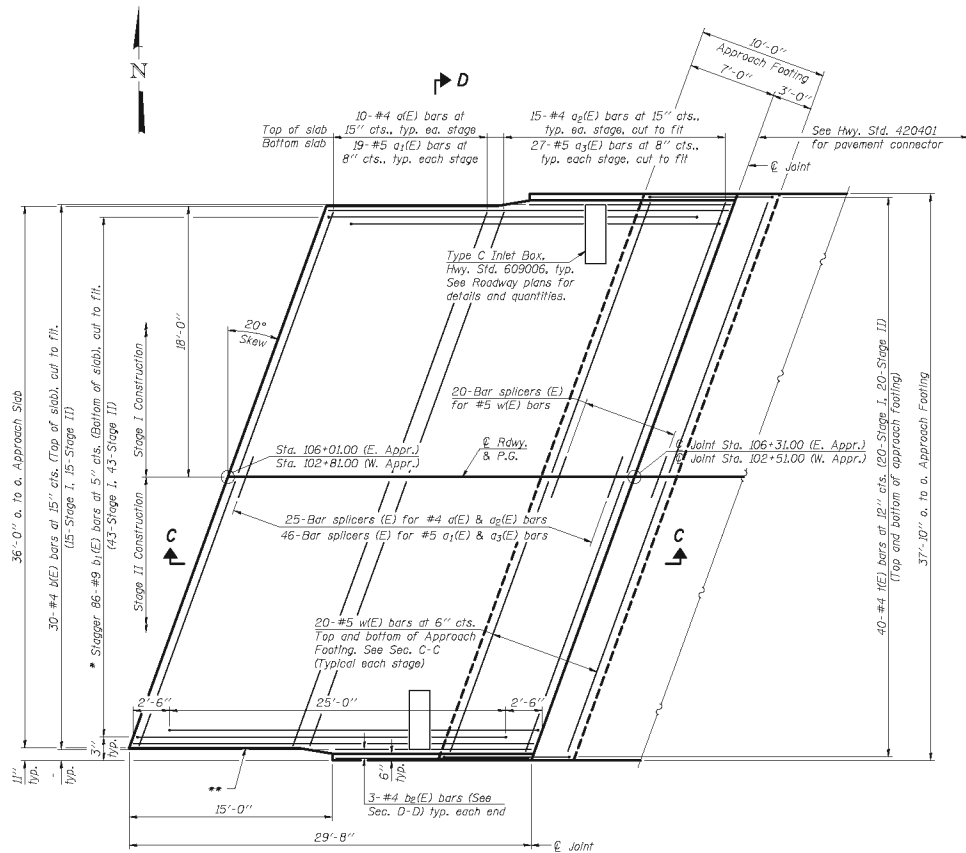 N
D
10'-0"
Approach Footing
7'-0"
3'-0"
10-#4 a(E) bars at
15" cts., typ. ea. stage
19-#5 a1(E) bars at
8" cts., typ. each stage
Top of slab
Bottom slab
15-#4 a2(E) bars at 15" cts.,
typ. ea. stage, cut to fit
27-#5 a3(E) bars at 8" cts.,
typ. each stage, cut to fit
See Hwy. Std. 420401
for pavement connector
℄ Joint
Type C Inlet Box,
Hwy. Std. 609006, typ.
See Roadway plans for
details and quantities.
36'-0" o. to o. Approach Slab
30-#4 b(E) bars at 15" cts. (Top of slab), cut to fit.
(15-Stage I, 15-Stage II)
* Stagger 86-#9 b1(E) bars at 5" cts. (Bottom of slab), cut to fit.
(43-Stage I, 43-Stage II)
18'-0"
20°
Skew
Stage I Construction
Stage II Construction
20-Bar splicers (E)
for #5 w(E) bars
Sta. 106+01.00 (E. Appr.)
Sta. 102+81.00 (W. Appr.)
℄ Rdwy.
& P.G.
℄ Joint Sta. 106+31.00 (E. Appr.)
℄ Joint Sta. 102+51.00 (W. Appr.)
25-Bar splicers (E) for #4 a(E) & a2(E) bars
46-Bar splicers (E) for #5 a1(E) & a3(E) bars
C
C
40-#4 t(E) bars at 12" cts. (20-Stage I, 20-Stage II)
(Top and bottom of approach footing)
37'-10" o. to o. Approach Footing
20-#5 w(E) bars at 6" cts.
Top and bottom of Approach
Footing. See Sec. C-C
(Typical each stage)
2'-6"
25'-0"
2'-6"
3"
typ.
11"
typ.
-
typ.
**
6"
typ.
3-#4 b2(E) bars (See
Sec. D-D) typ. each end
15'-0"
29'-8"
℄ Joint